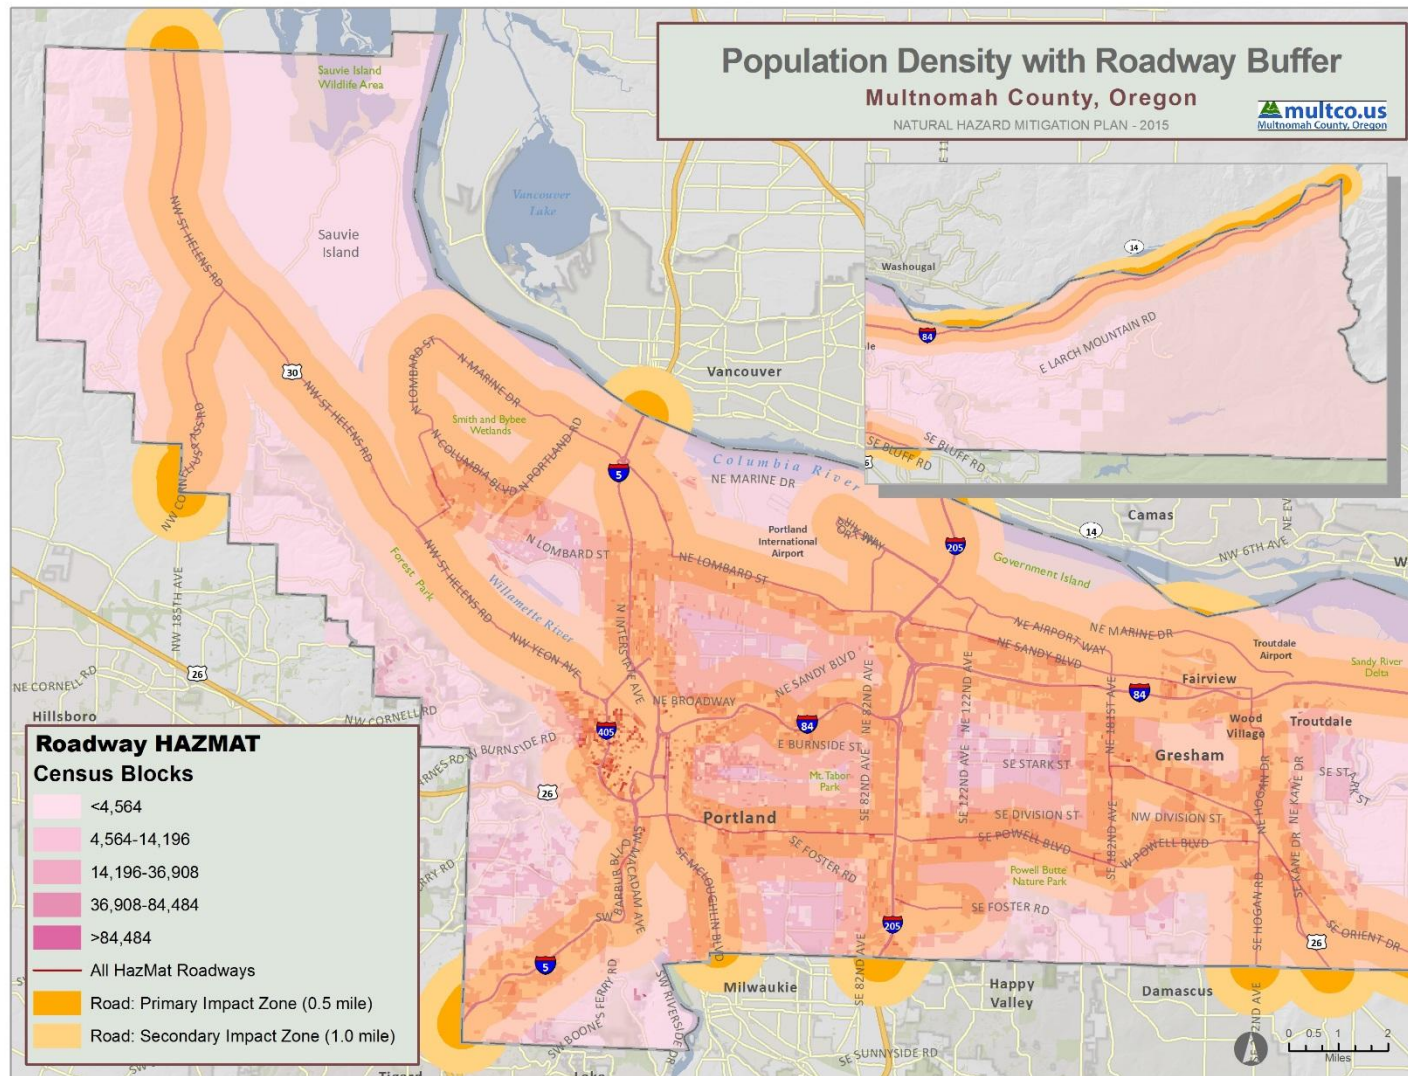 Population Density with Roadway Buffer
Multnomah County, Oregon
NATURAL HAZARD MITIGATION PLAN - 2015
multco.us
Multnomah County, Oregon
Sauvie Island
Wildlife Area
Vancouver
Lake
Sauvie
Island
NW ST HELENS RD
30
NW ST HELENS RD
N LOMBARD ST
N MARINE DR
Smith and Bybee
Wetlands
N COLUMBIA BLVD
N PORTLAND RD
Vancouver
5
Columbia River
NE MARINE DR
Portland
International
Airport
14
Washougal
84
E LARCH MOUNTAIN RD
SE BLUFF RD
SE BLUFF RD
Camas
14
NW 6TH AVE
205
Government Island
N LOMBARD ST
NE LOMBARD ST
Forest Park
NW ST HELENS RD
Willamette River
NW YEON AVE
N INTERSTATE AVE
NW 185TH AVE
26
NE CORNELL RD
Hillsboro
NW CORNELL RD
W BURNSIDE RD
405
NE BROADWAY
NE SANDY BLVD
NE 82ND AVE
NE 122ND AVE
NE AIRPORT WAY
NE SANDY BLVD
NE MARINE DR
Troutdale
Airport
Sandy River
Delta
NE 181ST AVE
84
Fairview
Wood
Village
Troutdale
84
E BURNSIDE ST
Mt. Tabor
Park
SE 82ND AVE
SE 122ND AVE
SE STARK ST
Gresham
NE HOGAN DR
NE KANE DR
SE STARK ST
26
Portland
SE DIVISION ST
NW DIVISION ST
SE POWELL BLVD
W POWELL BLVD
SE 182ND AVE
SE FOSTER RD
Powell Butte
Nature Park
SE FOSTER RD
SE MCLOUGHLIN BLVD
SW MACADAM AVE
SW BARBUR BLVD
5
205
SE 82ND AVE
SE HOGAN RD
SE KANE DR
26
SE ORIENT DR
SW BOONES FERRY RD
SW RIVERSIDE DR
Milwaukie
Happy
Valley
Damascus
SE SUNNYSIDE RD
Roadway HAZMAT
Census Blocks
<4,564
4,564-14,196
14,196-36,908
36,908-84,484
>84,484
All HazMat Roadways
Road: Primary Impact Zone (0.5 mile)
Road: Secondary Impact Zone (1.0 mile)
0 0.5 1 2
Miles